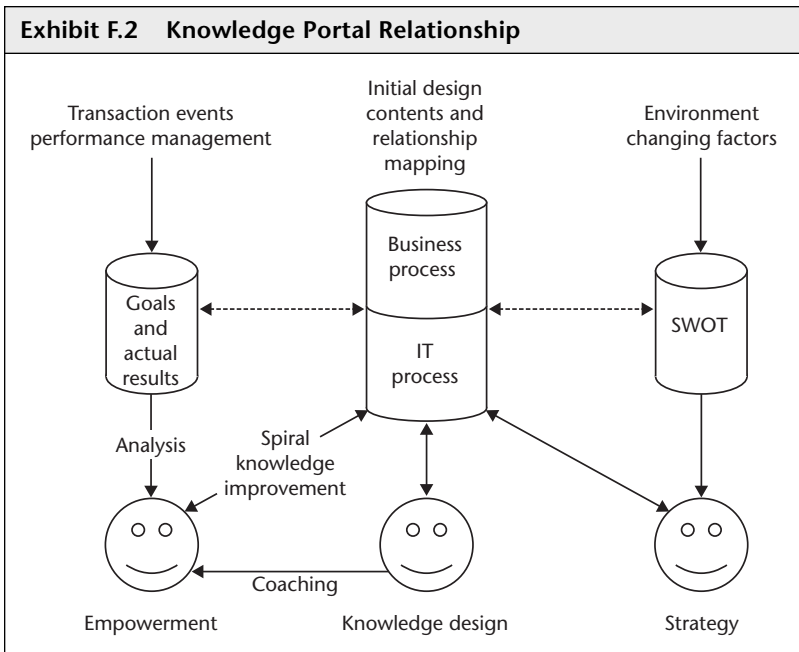 Exhibit F.2 Knowledge Portal Relationship
Transaction events
performance management
Initial design
contents and
relationship
mapping
Environment
changing factors
Business
process
Goals
and
actual
results
IT
process
SWOT
Analysis
Spiral
knowledge
improvement
Coaching
Empowerment
Knowledge design
Strategy